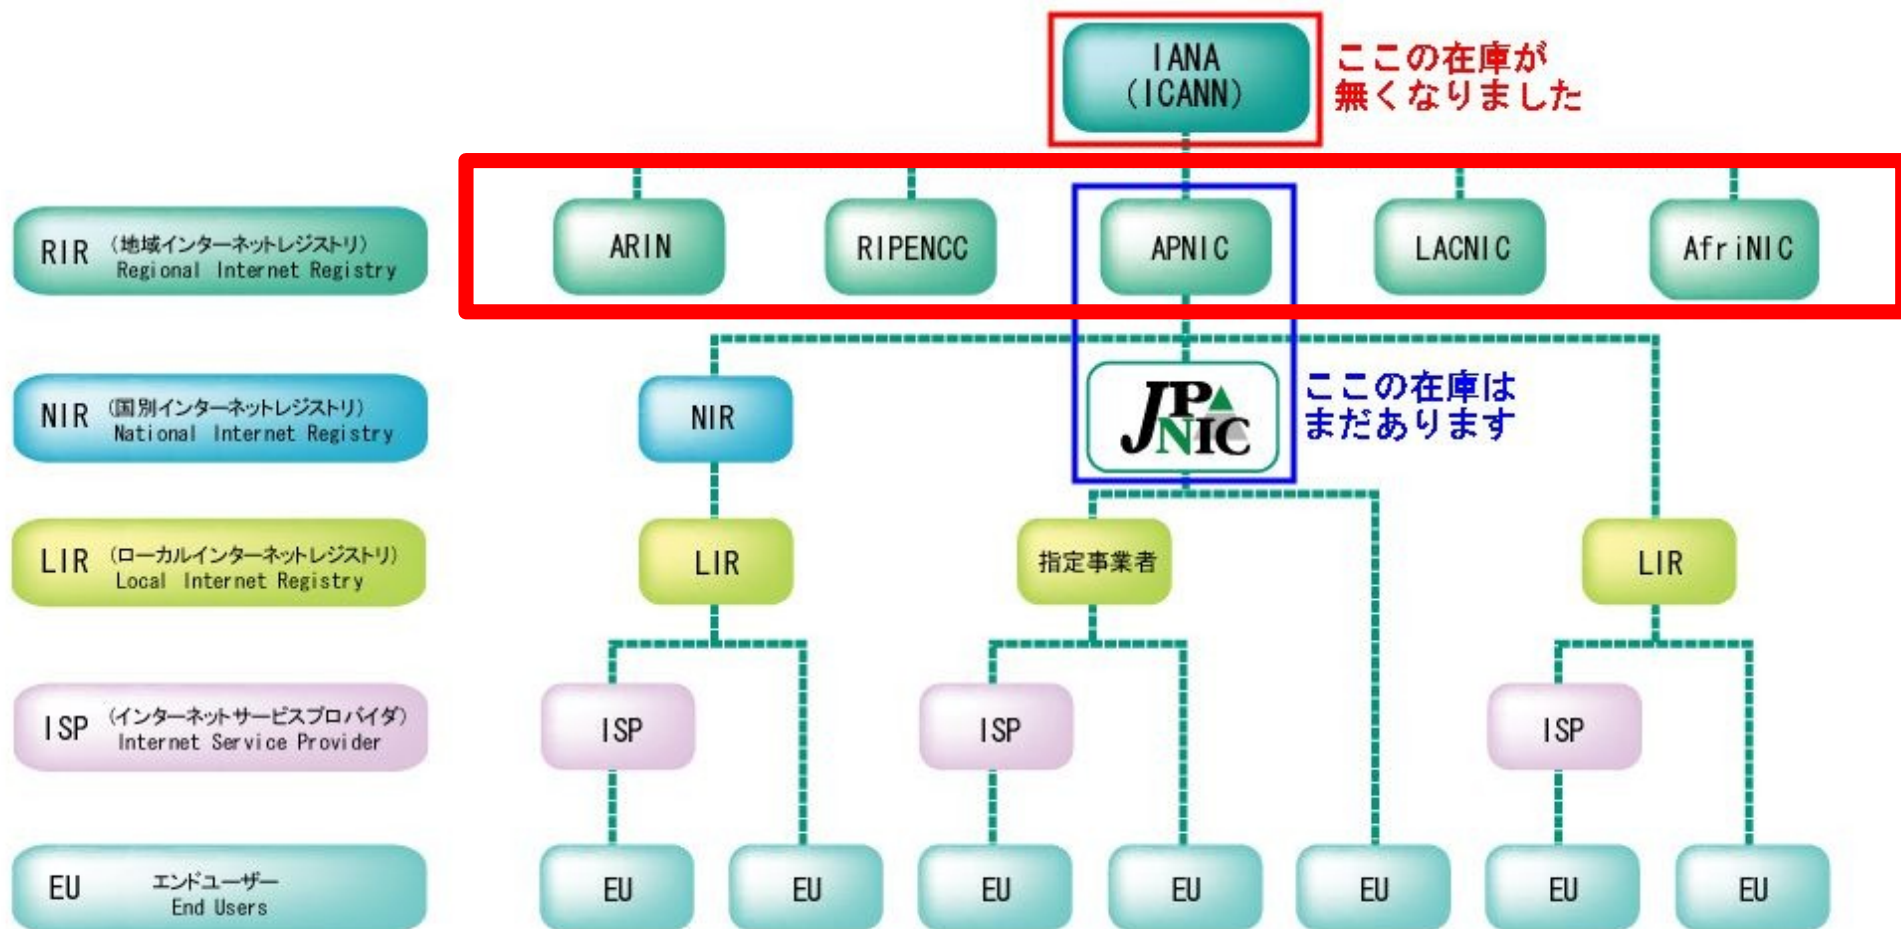 IANA
(ICANN)
ここの在庫が
無くなりました
RIR (地域インターネットレジストリ)
Regional Internet Registry
ARIN
RIPENCC
APNIC
LACNIC
AfriNIC
NIR (国別インターネットレジストリ)
National Internet Registry
NIR
JPNIC
ここの在庫は
まだあります
LIR (ローカルインターネットレジストリ)
Local Internet Registry
LIR
指定事業者
LIR
ISP (インターネットサービスプロバイダ)
Internet Service Provider
ISP
ISP
ISP
EU エンドユーザー
End Users
EU
EU
EU
EU
EU
EU
EU